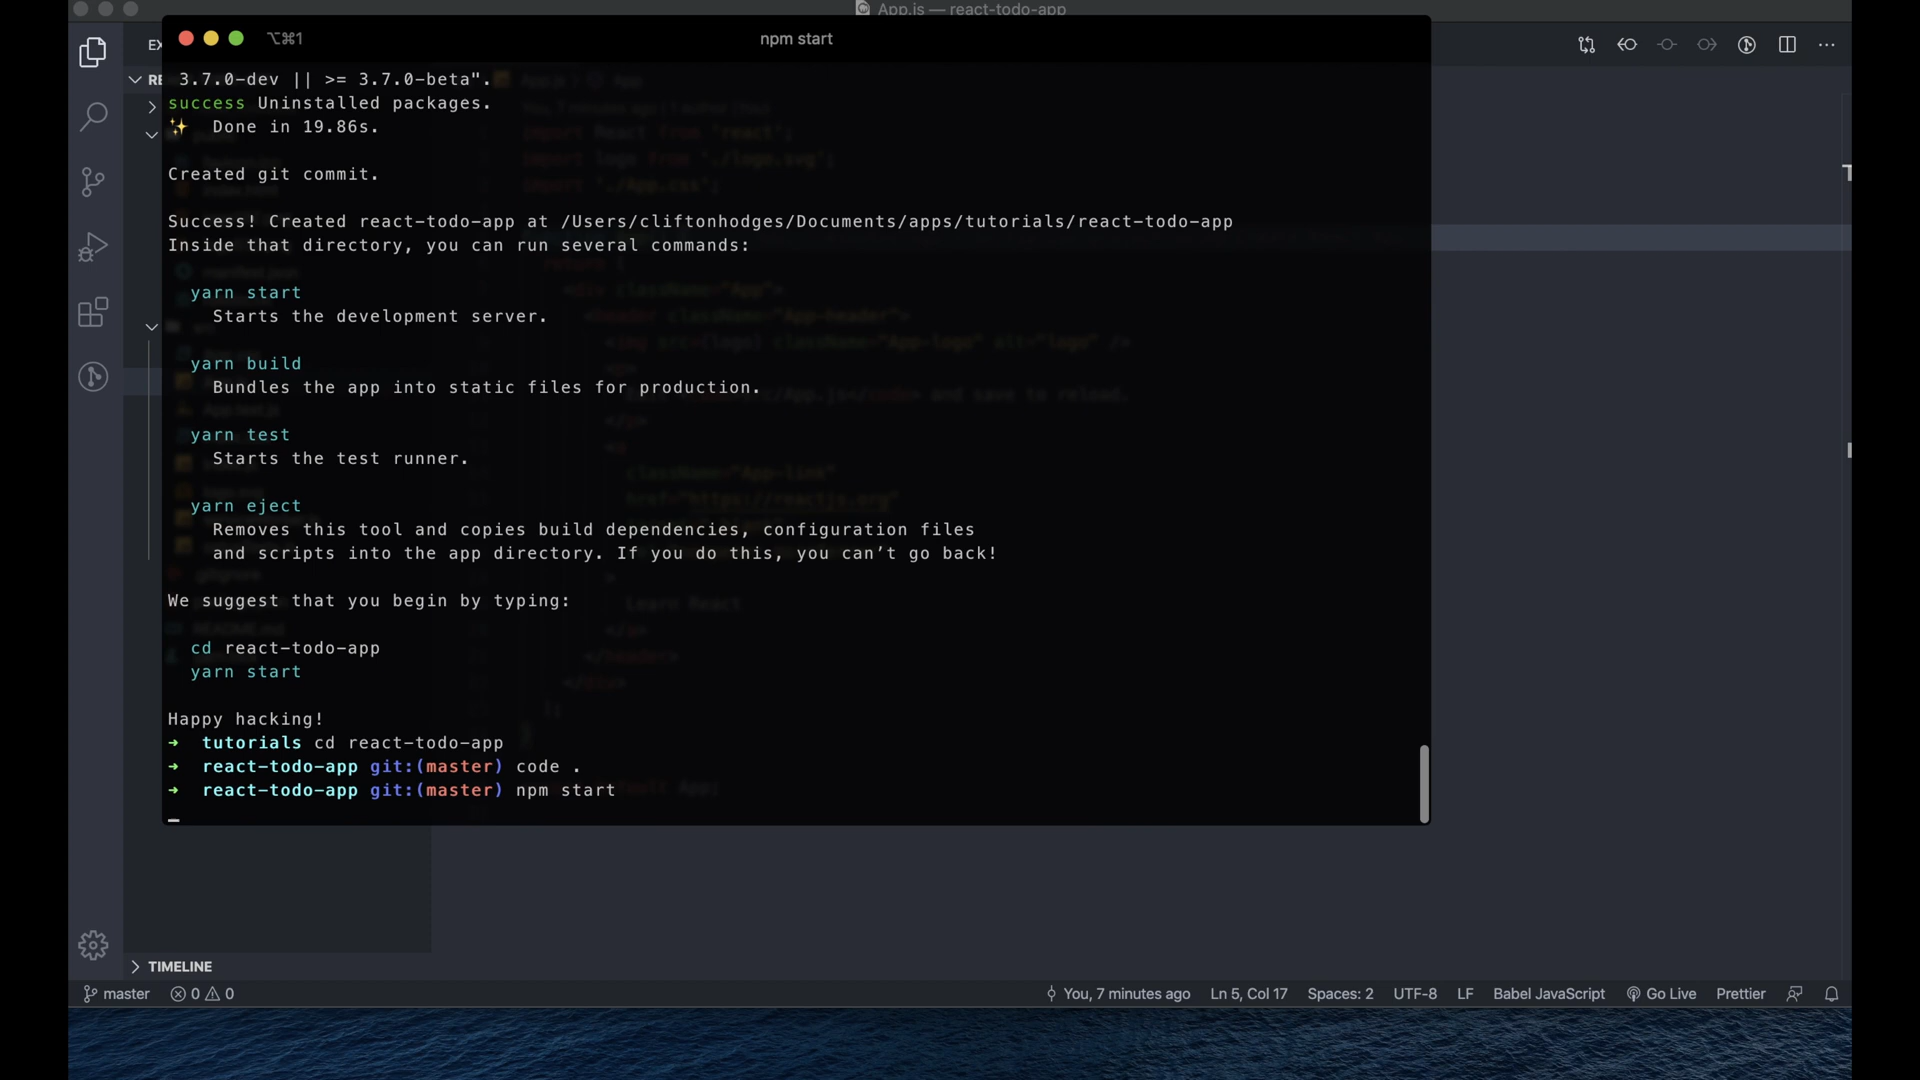 App.js — react-todo-app
⌥⌘1
npm start
3.7.0-dev || >= 3.7.0-beta".
success Uninstalled packages.
✨ Done in 19.86s.
Created git commit.
Success! Created react-todo-app at /Users/cliftonhodges/Documents/apps/tutorials/react-todo-app
Inside that directory, you can run several commands:
yarn start
Starts the development server.
yarn build
Bundles the app into static files for production.
yarn test
Starts the test runner.
yarn eject
Removes this tool and copies build dependencies, configuration files
and scripts into the app directory. If you do this, you can’t go back!
We suggest that you begin by typing:
cd react-todo-app
yarn start
Happy hacking!
➜ tutorials cd react-todo-app
➜ react-todo-app git:(master) code .
➜ react-todo-app git:(master) npm start
TIMELINE
master 0 0 You, 7 minutes ago Ln 5, Col 17 Spaces: 2 UTF-8 LF Babel JavaScript Go Live Prettier